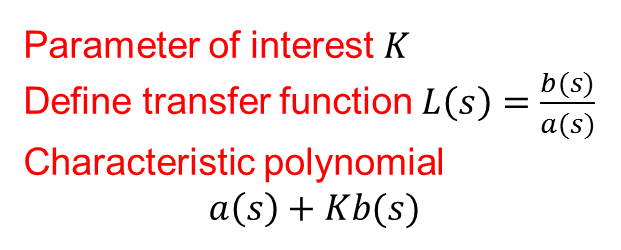 Parameter of interest K
Define transfer function L(s) = b(s)/a(s)
Characteristic polynomial
a(s) + Kb(s)